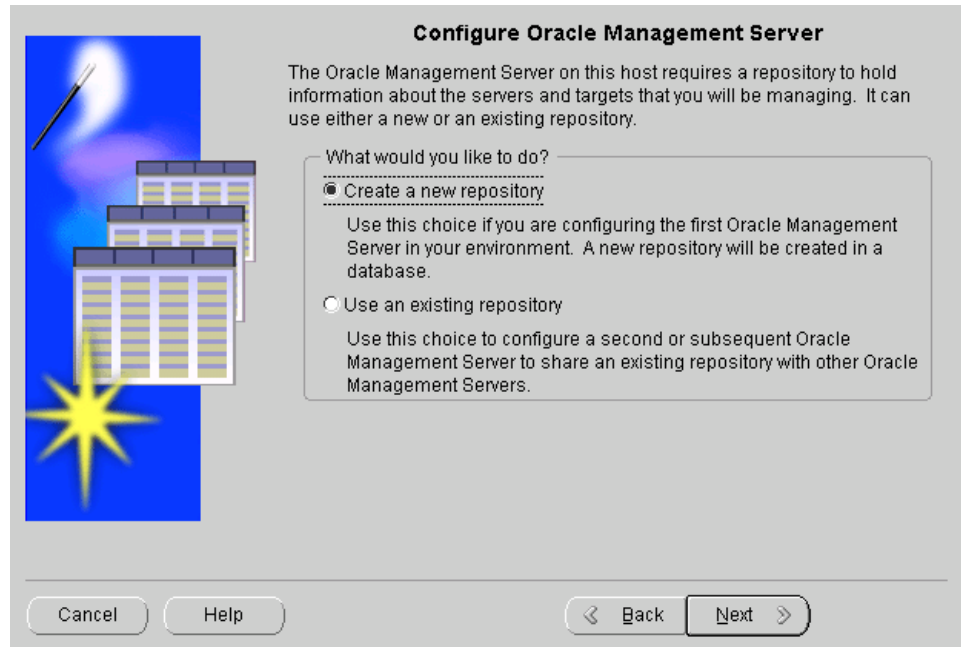 Configure Oracle Management Server
The Oracle Management Server on this host requires a repository to hold
information about the servers and targets that you will be managing. It can
use either a new or an existing repository.
What would you like to do?
Create a new repository
Use this choice if you are configuring the first Oracle Management
Server in your environment. A new repository will be created in a
database.
Use an existing repository
Use this choice to configure a second or subsequent Oracle
Management Server to share an existing repository with other Oracle
Management Servers.
Cancel
Help
Back
Next